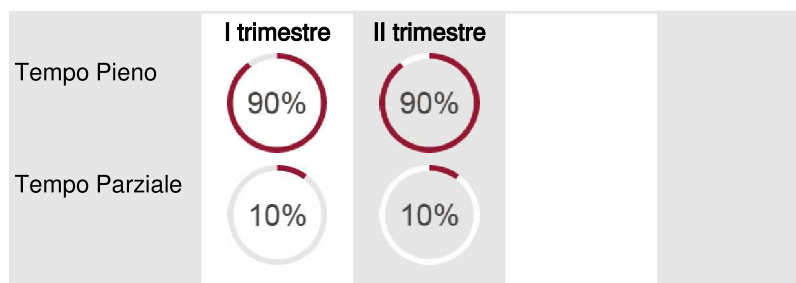 I trimestre II trimestre
Tempo Pieno 90% 90%
Tempo Parziale 10% 10%